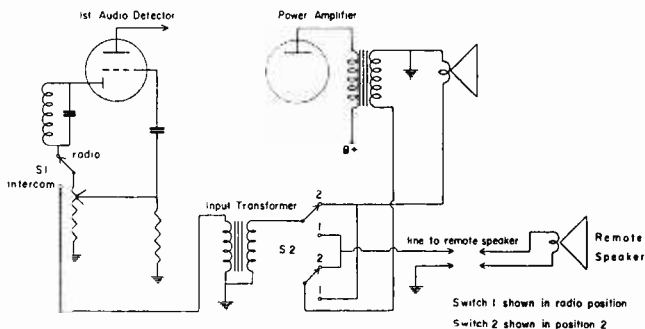 1st Audio Detector
Power Amplifier
radio
S1
Intercom
B+
Input Transformer
2
1
S2
2
1
line to remote speaker
Remote
Speaker
Switch 1 shown in radio position
Switch 2 shown in position 2